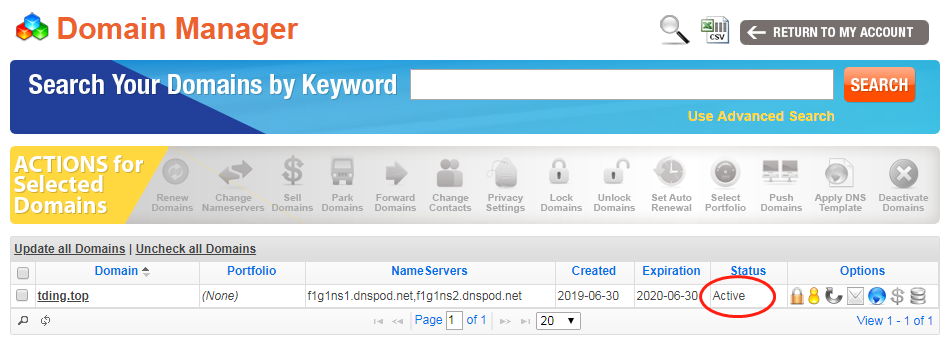 Domain Manager
CSV
RETURN TO MY ACCOUNT
Search Your Domains by Keyword
SEARCH
Use Advanced Search
ACTIONS for Selected Domains
Renew Domains
Change Nameservers
Sell Domains
Park Domains
Forward Domains
Change Contacts
Privacy Settings
Lock Domains
Unlock Domains
Set Auto Renewal
Select Portfolio
Push Domains
Apply DNS Template
Deactivate Domains
Update all Domains | Uncheck all Domains
Domain Portfolio NameServers Created Expiration Status Options
tding.top (None) f1g1ns1.dnspod.net,f1g1ns2.dnspod.net 2019-06-30 2020-06-30 Active
Page 1 of 1 20 View 1 - 1 of 1